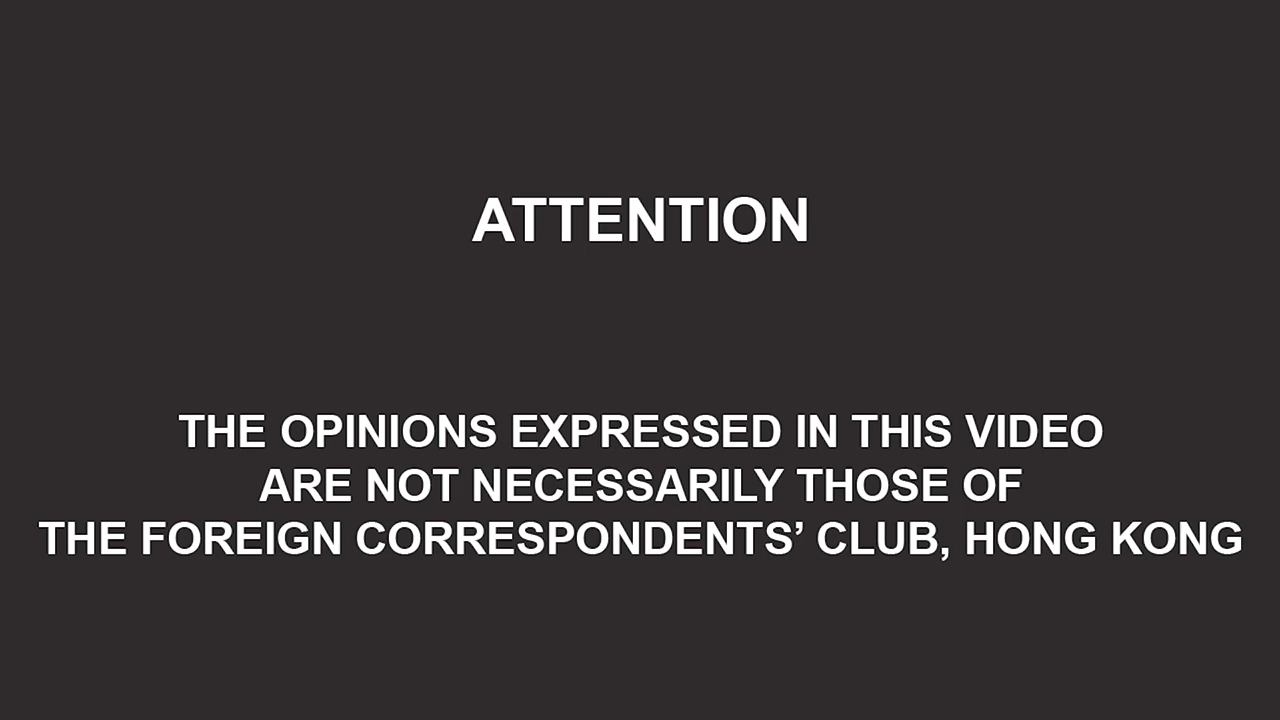 ATTENTION
THE OPINIONS EXPRESSED IN THIS VIDEO
ARE NOT NECESSARILY THOSE OF
THE FOREIGN CORRESPONDENTS’ CLUB, HONG KONG